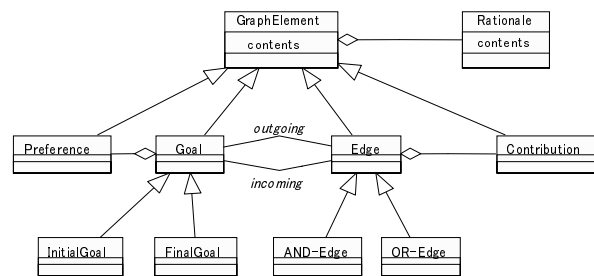 GraphElement
contents
Rationale
contents
outgoing
Preference
Goal
Edge
Contribution
incoming
InitialGoal
FinalGoal
AND-Edge
OR-Edge